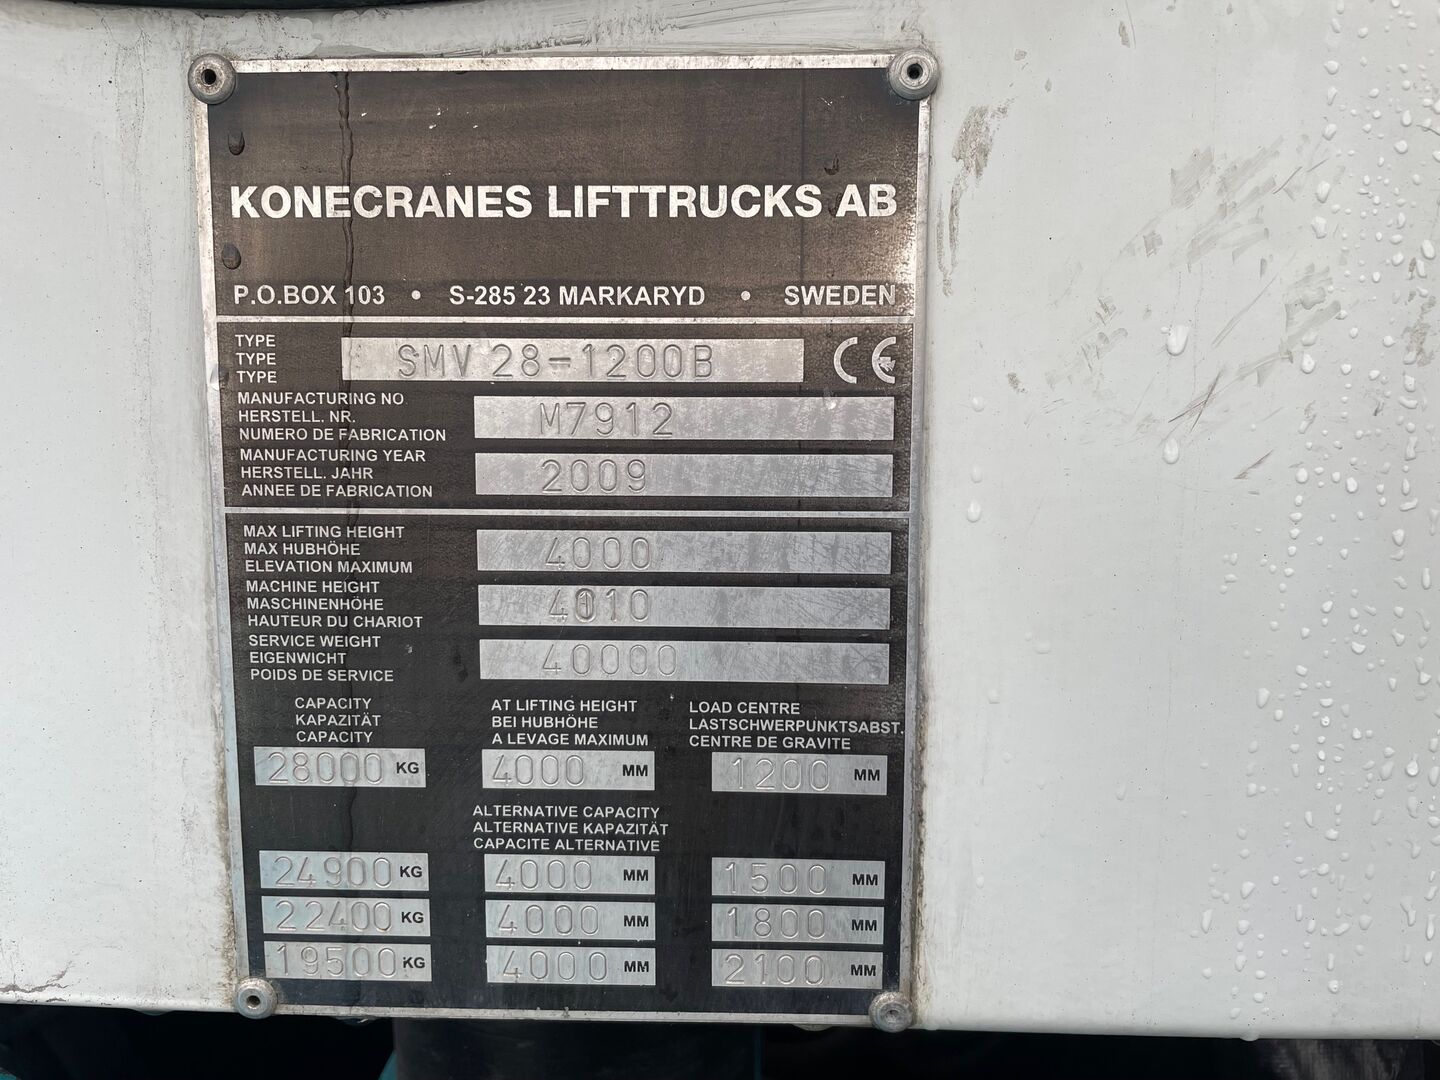 KONECRANES LIFTTRUCKS AB
P.O.BOX 103 • S-285 23 MARKARYD • SWEDEN
TYPE
TYPE
TYPE
SMV 28-1200B
CE
MANUFACTURING NO
HERSTELL. NR.
NUMERO DE FABRICATION
M7912
MANUFACTURING YEAR
HERSTELL. JAHR
ANNEE DE FABRICATION
2009
MAX LIFTING HEIGHT
MAX HUBHÖHE
ELEVATION MAXIMUM
4000
MACHINE HEIGHT
MASCHINENHÖHE
HAUTEUR DU CHARIOT
4010
SERVICE WEIGHT
EIGENWICHT
POIDS DE SERVICE
40000
CAPACITY
KAPAZITÄT
CAPACITY
AT LIFTING HEIGHT
BEI HUBHÖHE
A LEVAGE MAXIMUM
LOAD CENTRE
LASTSCHWERPUNKTSABST.
CENTRE DE GRAVITE
28000 KG 4000 MM 1200 MM
ALTERNATIVE CAPACITY
ALTERNATIVE KAPAZITÄT
CAPACITE ALTERNATIVE
24900 KG 4000 MM 1500 MM
22400 KG 4000 MM 1800 MM
19500 KG 4000 MM 2100 MM